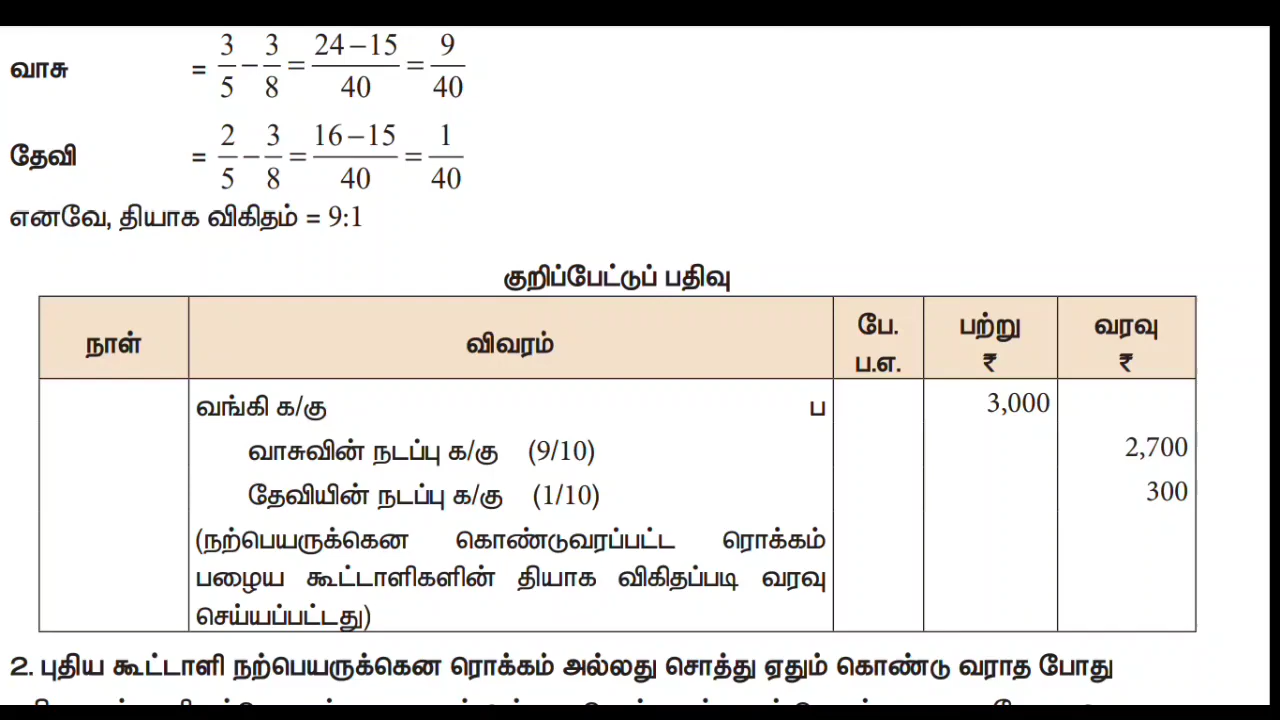 வாசு = 3/5 − 3/8 = 24−15/40 = 9/40
தேவி = 2/5 − 3/8 = 16−15/40 = 1/40
எனவே, தியாக விகிதம் = 9:1
குறிப்பேட்டுப் பதிவு
நாள் விவரம் பே. ப.எ. பற்று ₹ வரவு ₹
வங்கி க/கு ப 3,000
வாசுவின் நடப்பு க/கு (9/10) 2,700
தேவியின் நடப்பு க/கு (1/10) 300
(நற்பெயருக்கென கொண்டுவரப்பட்ட ரொக்கம்
பழைய கூட்டாளிகளின் தியாக விகிதப்படி வரவு
செய்யப்பட்டது)
2. புதிய கூட்டாளி நற்பெயருக்கென ரொக்கம் அல்லது சொத்து ஏதும் கொண்டு வராத போது